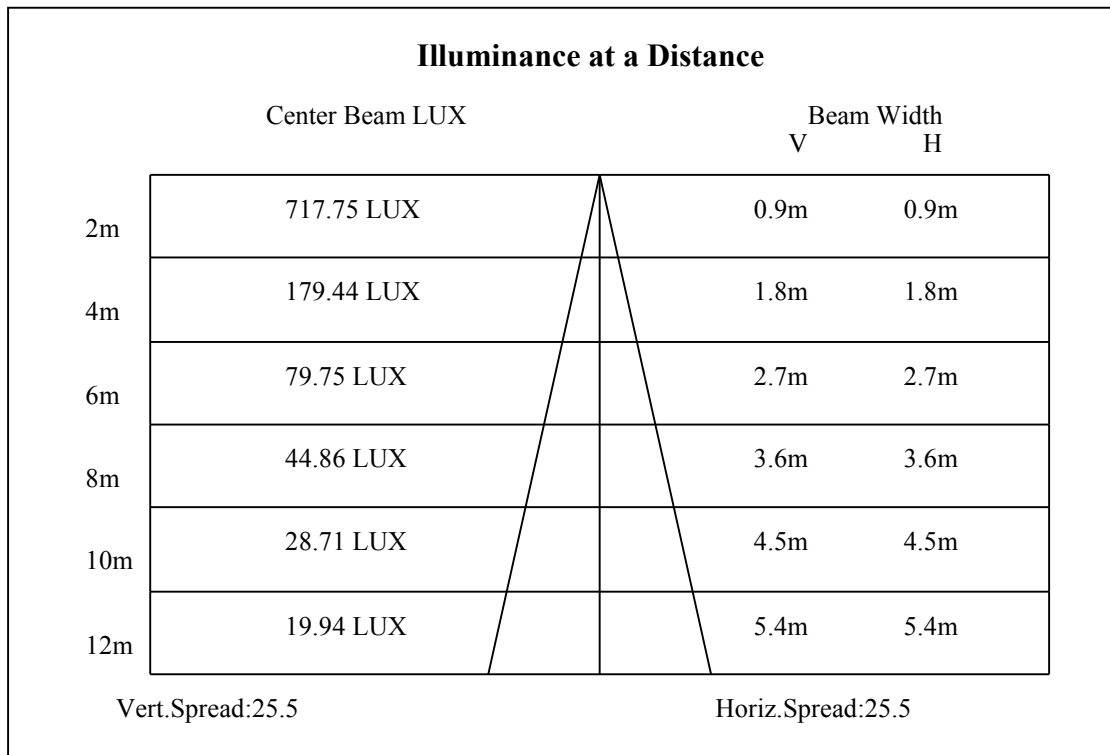 Illuminance at a Distance
Center Beam LUX Beam Width
V H
2m 717.75 LUX 0.9m 0.9m
4m 179.44 LUX 1.8m 1.8m
6m 79.75 LUX 2.7m 2.7m
8m 44.86 LUX 3.6m 3.6m
10m 28.71 LUX 4.5m 4.5m
12m 19.94 LUX 5.4m 5.4m
Vert.Spread:25.5 Horiz.Spread:25.5